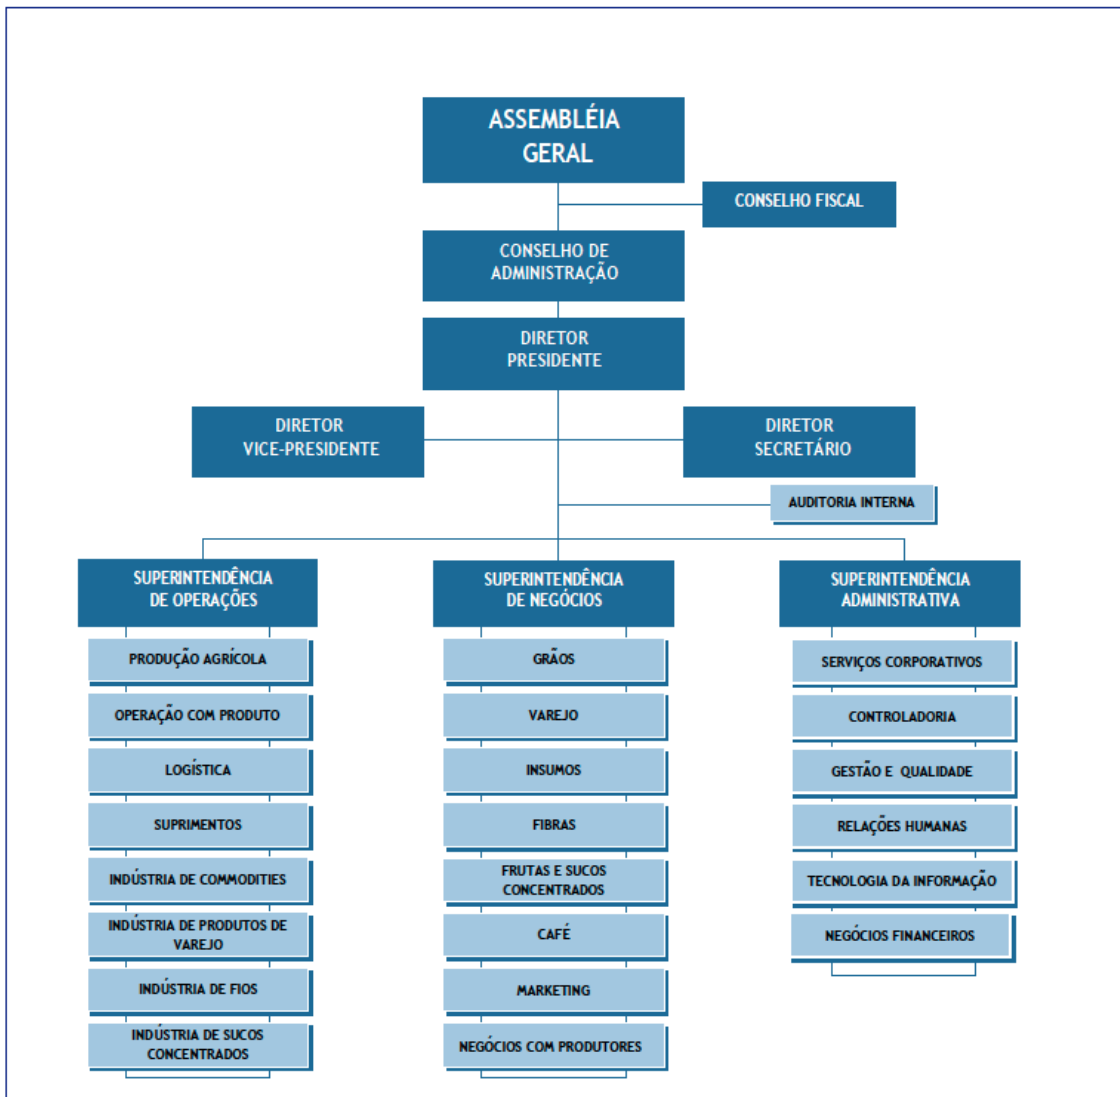 ASSEMBLÉIA
GERAL
CONSELHO FISCAL
CONSELHO DE
ADMINISTRAÇÃO
DIRETOR
PRESIDENTE
DIRETOR
VICE-PRESIDENTE
DIRETOR
SECRETÁRIO
AUDITORIA INTERNA
SUPERINTENDÊNCIA
DE OPERAÇÕES
PRODUÇÃO AGRÍCOLA
OPERAÇÃO COM PRODUTO
LOGÍSTICA
SUPRIMENTOS
INDÚSTRIA DE COMMODITIES
INDÚSTRIA DE PRODUTOS DE
VAREJO
INDÚSTRIA DE FIOS
INDÚSTRIA DE SUCOS
CONCENTRADOS
SUPERINTENDÊNCIA
DE NEGÓCIOS
GRÃOS
VAREJO
INSUMOS
FIBRAS
FRUTAS E SUCOS
CONCENTRADOS
CAFÉ
MARKETING
NEGÓCIOS COM PRODUTORES
SUPERINTENDÊNCIA
ADMINISTRATIVA
SERVIÇOS CORPORATIVOS
CONTROLADORIA
GESTÃO E QUALIDADE
RELAÇÕES HUMANAS
TECNOLOGIA DA INFORMAÇÃO
NEGÓCIOS FINANCEIROS